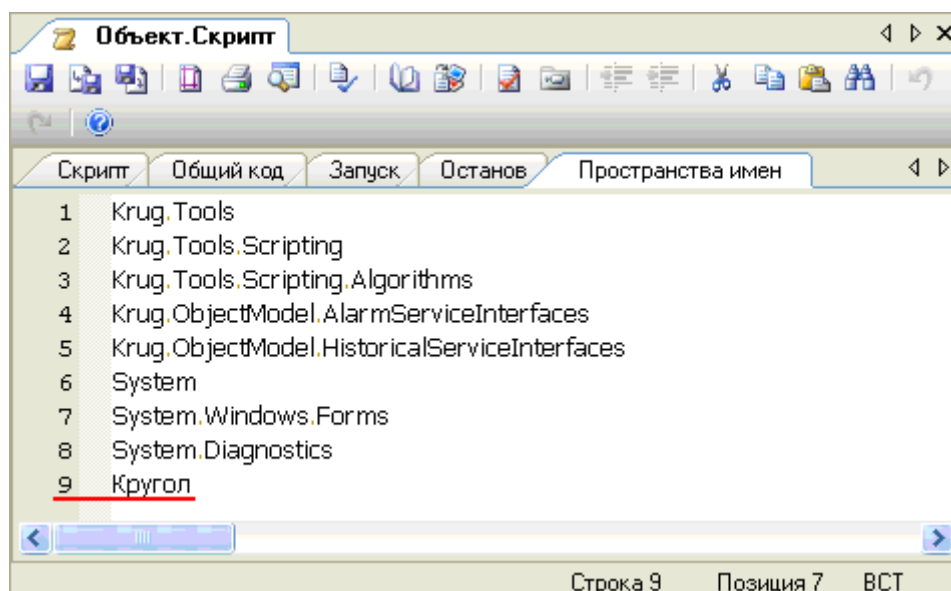 Объект.Скрипт
Скрипт Общий код Запуск Останов Пространства имен
1 Krug.Tools
2 Krug.Tools.Scripting
3 Krug.Tools.Scripting.Algorithms
4 Krug.ObjectModel.AlarmServiceInterfaces
5 Krug.ObjectModel.HistoricalServiceInterfaces
6 System
7 System.Windows.Forms
8 System.Diagnostics
9 Кругол
Строка 9 Позиция 7 ВСТ